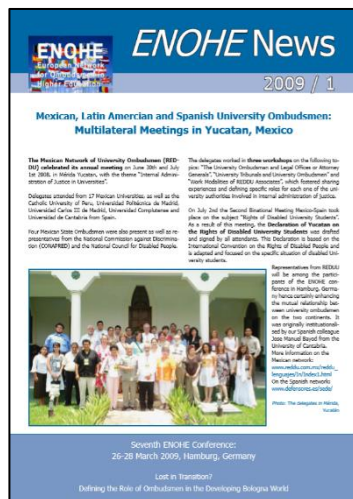 ENOHE
European Network
for Ombudsmen in
Higher Education
ENOHE News
2009 / 1
Mexican, Latin Amercian and Spanish University Ombudsmen:
Multilateral Meetings in Yucatan, Mexico
The Mexican Network of University Ombudsmen (RED-
DU) celebrated its annual meeting on June 30th and July
1st 2008, in Mérida Yucatan, with the theme "Internal Admin-
istration of Justice in Universities".
Delegates attended from 17 Mexican Universities, as well as the
Catholic University of Peru, Universidad Politécnica de Madrid,
Universidad Carlos III de Madrid, Universidad Complutense and
Universidad de Cantabria from Spain.
Four Mexican State Ombudsmen were also present as well as re-
presentatives from the National Commission against Discrimina-
tion (CONAPRED) and the National Council for Disabled People.
The delegates worked in three workshops on the following to-
pics: "The University Ombudsmen and Legal Offices or Attorney
Generals", "University Tribunals and University Ombudsmen" and
"Work Modalities of REDDU Associates", which fostered sharing
experiences and defining specific roles for each one of the uni-
versity authorities involved in internal administration of justice.
On July 2nd the Second Binational Meeting Mexico-Spain took
place on the subject "Rights of Disabled University Students".
As a result of this meeting, the Declaration of Yucatan on
the Rights of Disabled University Students was drafted
and signed by all attendants. This Declaration is based on the
International Convention on the Rights of Disabled People and
is adapted and focused on the specific situation of disabled Uni-
versity students.
Representatives from REDDU
will be among the partici-
pants of the ENOHE con-
ference in Hamburg, Germa-
ny hence certainly enhancing
the mutual relationship bet-
ween university ombudsmen
on the two continents. It
was originally institutionali-
sed by our Spanish colleague
Jose Manuel Bayod from the
University of Cantabria.
More information on the
Mexican network:
www.reddu.com.mx/reddu_
lenguajes/in/index1.html
On the Spanish network:
Photo: The delegates in Mérida,
Yucatán
Seventh ENOHE Conference:
26-28 March 2009, Hamburg, Germany
Lost in Transition?
Defining the Role of Ombudsmen in the Developing Bologna World